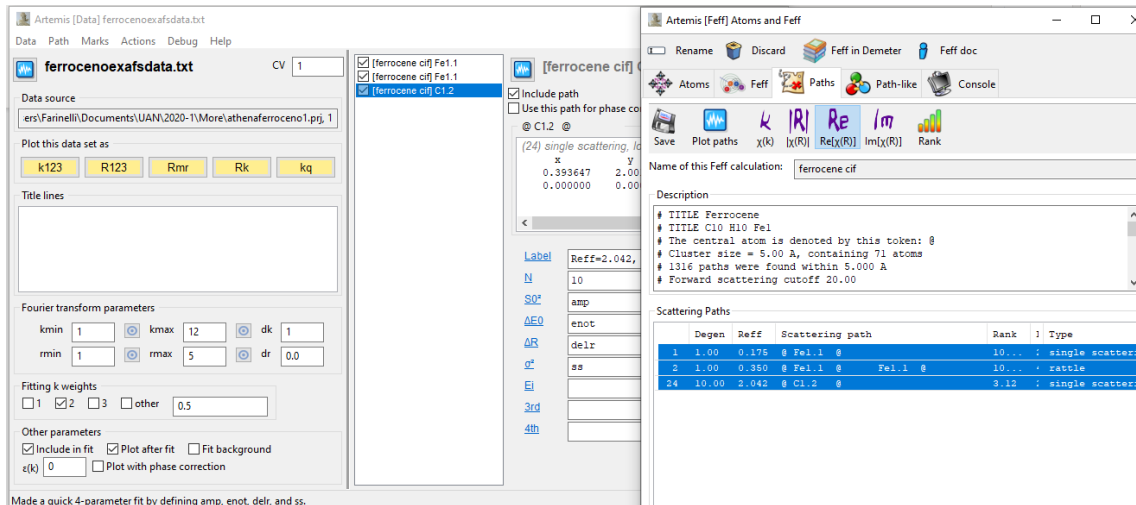 Artemis [Data] ferrocenoexafsdata.txt
Data Path Marks Actions Debug Help
ferrocenoexafsdata.txt
CV 1
Data source
:ers\Farinelli\Documents\UAN\2020-1\More\athenaferroceno1.prj, 1
Plot this data set as
k123 R123 Rmr Rk kq
Title lines
Fourier transform parameters
kmin 1 kmax 12 dk 1
rmin 1 rmax 5 dr 0.0
Fitting k weights
1 2 3 other 0.5
Other parameters
Include in fit Plot after fit Fit background
ε(k) 0 Plot with phase correction
Made a quick 4-parameter fit by defining amp, enot, delr, and ss.
[ferrocene cif] Fe1.1
[ferrocene cif] Fe1.1
[ferrocene cif] C1.2
[ferrocene cif] C
Include path
Use this path for phase co
@ C1.2 @
(24) single scattering, lo
x y
0.393647 2.00
0.000000 0.00
Label Reff=2.042,
N 10
S0² amp
ΔE0 enot
ΔR delr
σ² ss
Ei
3rd
4th
Artemis [Feff] Atoms and Feff
Rename Discard Feff in Demeter Feff doc
Atoms Feff Paths Path-like Console
Save Plot paths χ(k) |χ(R)| Re[χ(R)] Im[χ(R)] Rank
Name of this Feff calculation: ferrocene cif
Description
# TITLE Ferrocene
# TITLE C10 H10 Fe1
# The central atom is denoted by this token: @
# Cluster size = 5.00 A, containing 71 atoms
# 1316 paths were found within 5.000 A
# Forward scattering cutoff 20.00
Scattering Paths
Degen Reff Scattering path Rank Type
1 1.00 0.175 @ Fe1.1 @ 10... single scatteri
2 1.00 0.350 @ Fe1.1 @ Fe1.1 @ 10... rattle
24 10.00 2.042 @ C1.2 @ 3.12 single scatteri